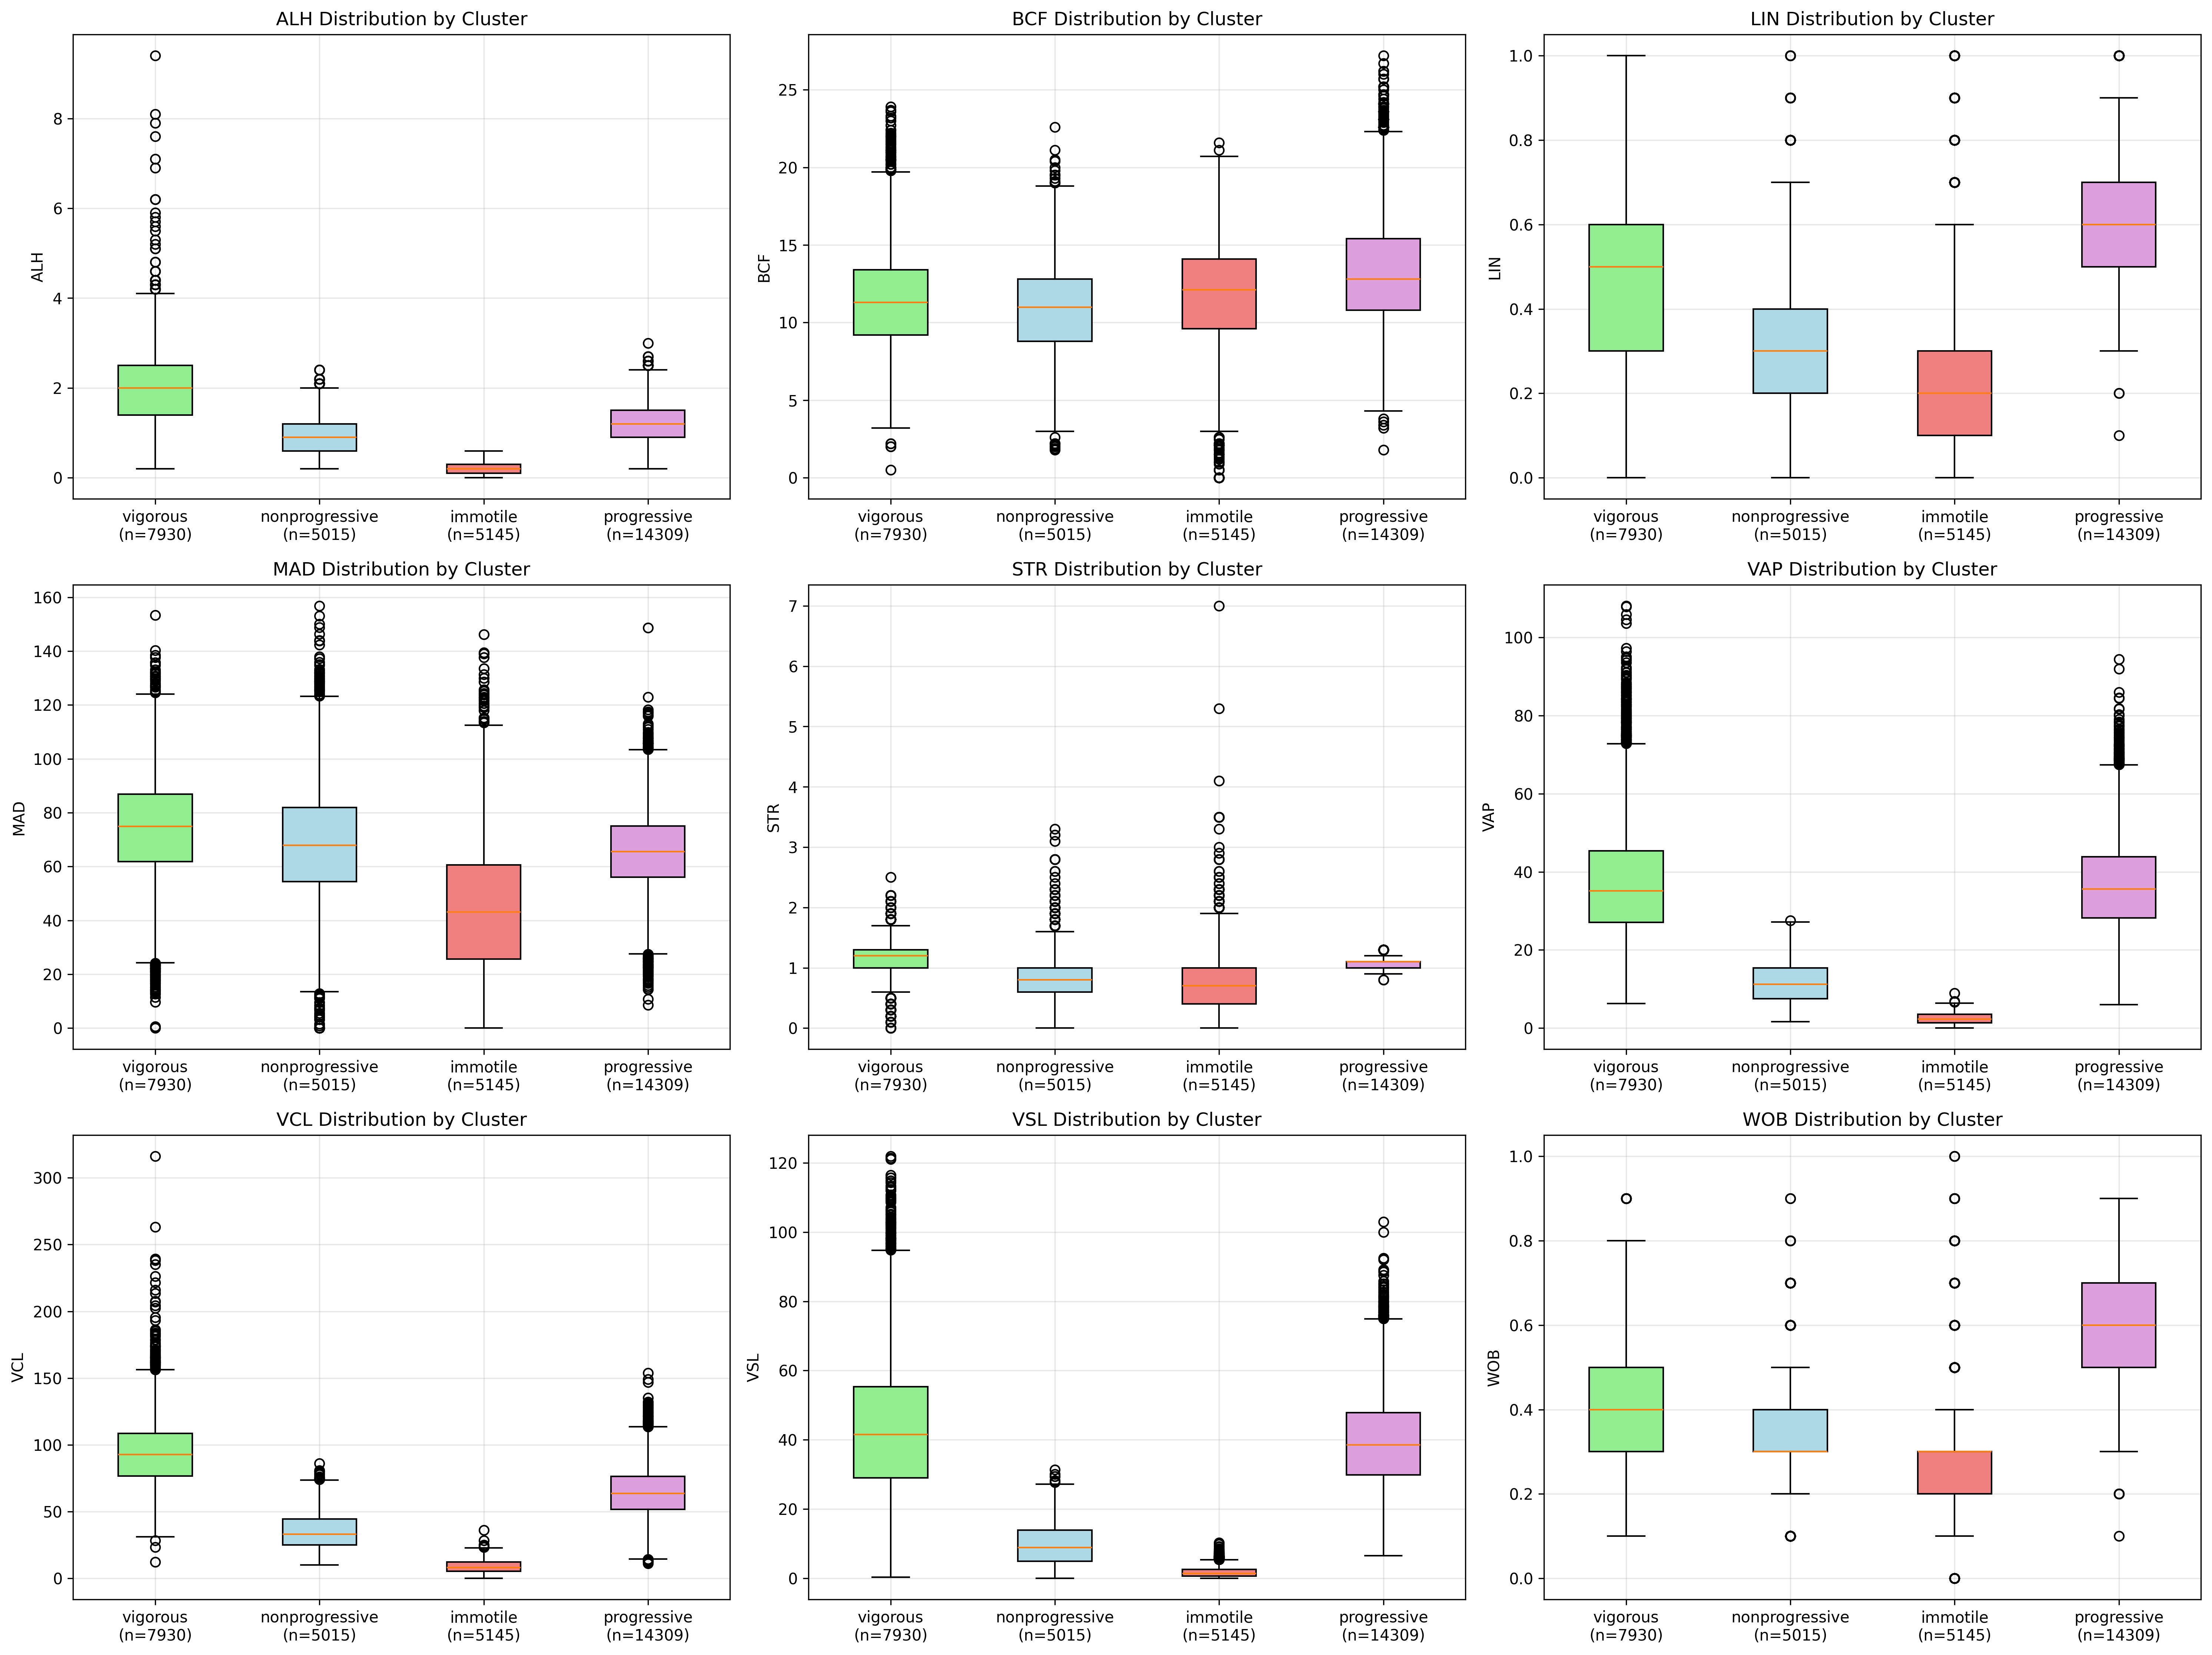 ALH Distribution by Cluster
ALH
8
6
4
2
0
vigorous nonprogressive immotile progressive
(n=7930) (n=5015) (n=5145) (n=14309)
BCF Distribution by Cluster
BCF
25
20
15
10
5
0
vigorous nonprogressive immotile progressive
(n=7930) (n=5015) (n=5145) (n=14309)
LIN Distribution by Cluster
LIN
1.0
0.8
0.6
0.4
0.2
0.0
vigorous nonprogressive immotile progressive
(n=7930) (n=5015) (n=5145) (n=14309)
MAD Distribution by Cluster
MAD
160
140
120
100
80
60
40
20
0
vigorous nonprogressive immotile progressive
(n=7930) (n=5015) (n=5145) (n=14309)
STR Distribution by Cluster
STR
7
6
5
4
3
2
1
0
vigorous nonprogressive immotile progressive
(n=7930) (n=5015) (n=5145) (n=14309)
VAP Distribution by Cluster
VAP
100
80
60
40
20
0
vigorous nonprogressive immotile progressive
(n=7930) (n=5015) (n=5145) (n=14309)
VCL Distribution by Cluster
VCL
300
250
200
150
100
50
0
vigorous nonprogressive immotile progressive
(n=7930) (n=5015) (n=5145) (n=14309)
VSL Distribution by Cluster
VSL
120
100
80
60
40
20
0
vigorous nonprogressive immotile progressive
(n=7930) (n=5015) (n=5145) (n=14309)
WOB Distribution by Cluster
WOB
1.0
0.8
0.6
0.4
0.2
0.0
vigorous nonprogressive immotile progressive
(n=7930) (n=5015) (n=5145) (n=14309)